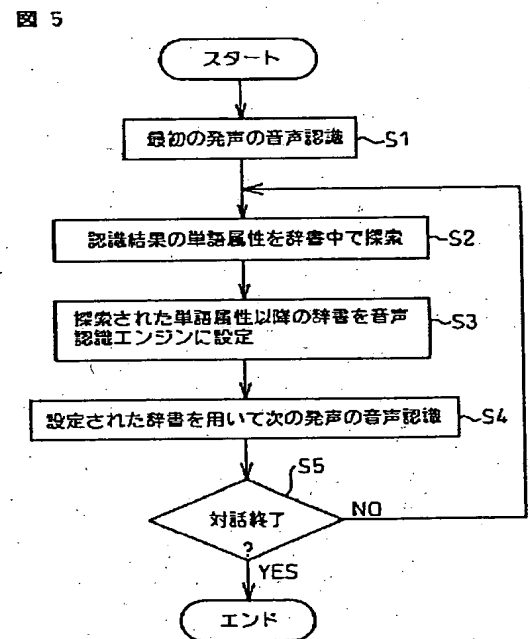 図 5
スタート
最初の発声の音声認識
S1
認識結果の単語属性を辞書中で探索
S2
探索された単語属性以降の辞書を音声
認識エンジンに設定
S3
設定された辞書を用いて次の発声の音声認識
S4
S5
対話終了
?
NO
YES
エンド